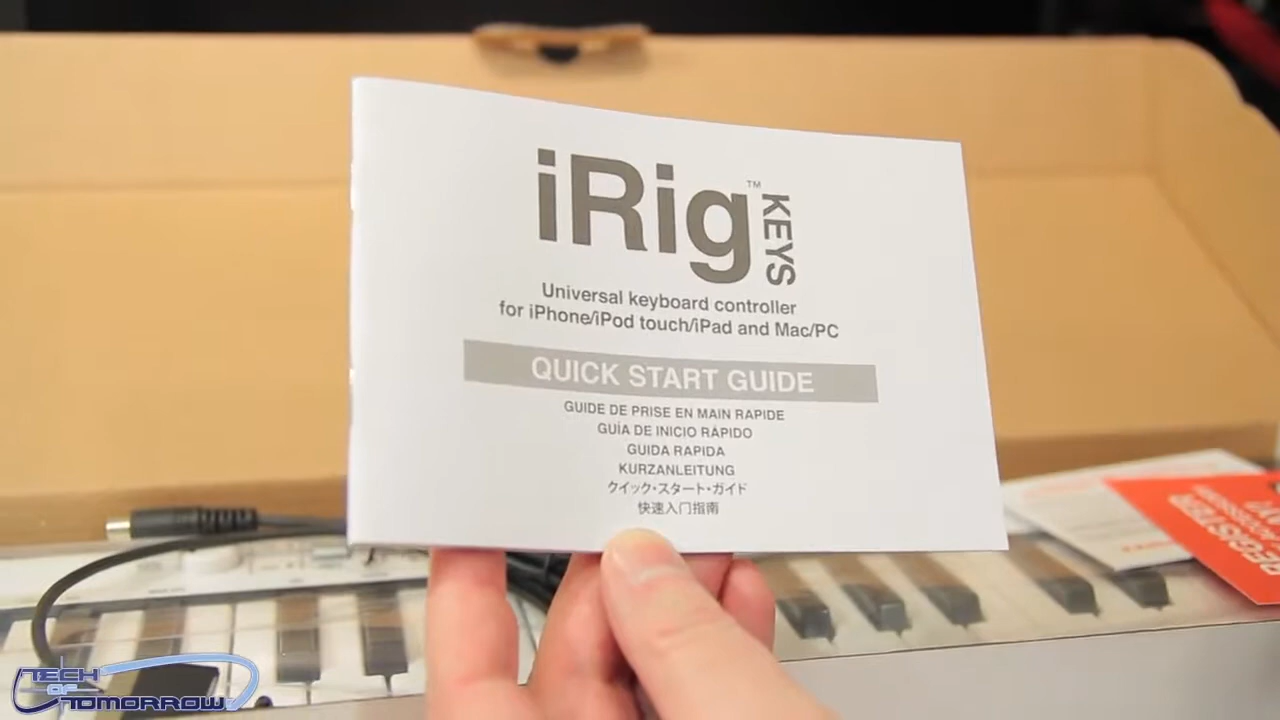 iRig™ KEYS
Universal keyboard controller
for iPhone/iPod touch/iPad and Mac/PC
QUICK START GUIDE
GUIDE DE PRISE EN MAIN RAPIDE
GUÍA DE INICIO RÁPIDO
GUIDA RAPIDA
KURZANLEITUNG
クイック・スタート・ガイド
快速入门指南
REGISTER
TECH
OF
TOMORROW